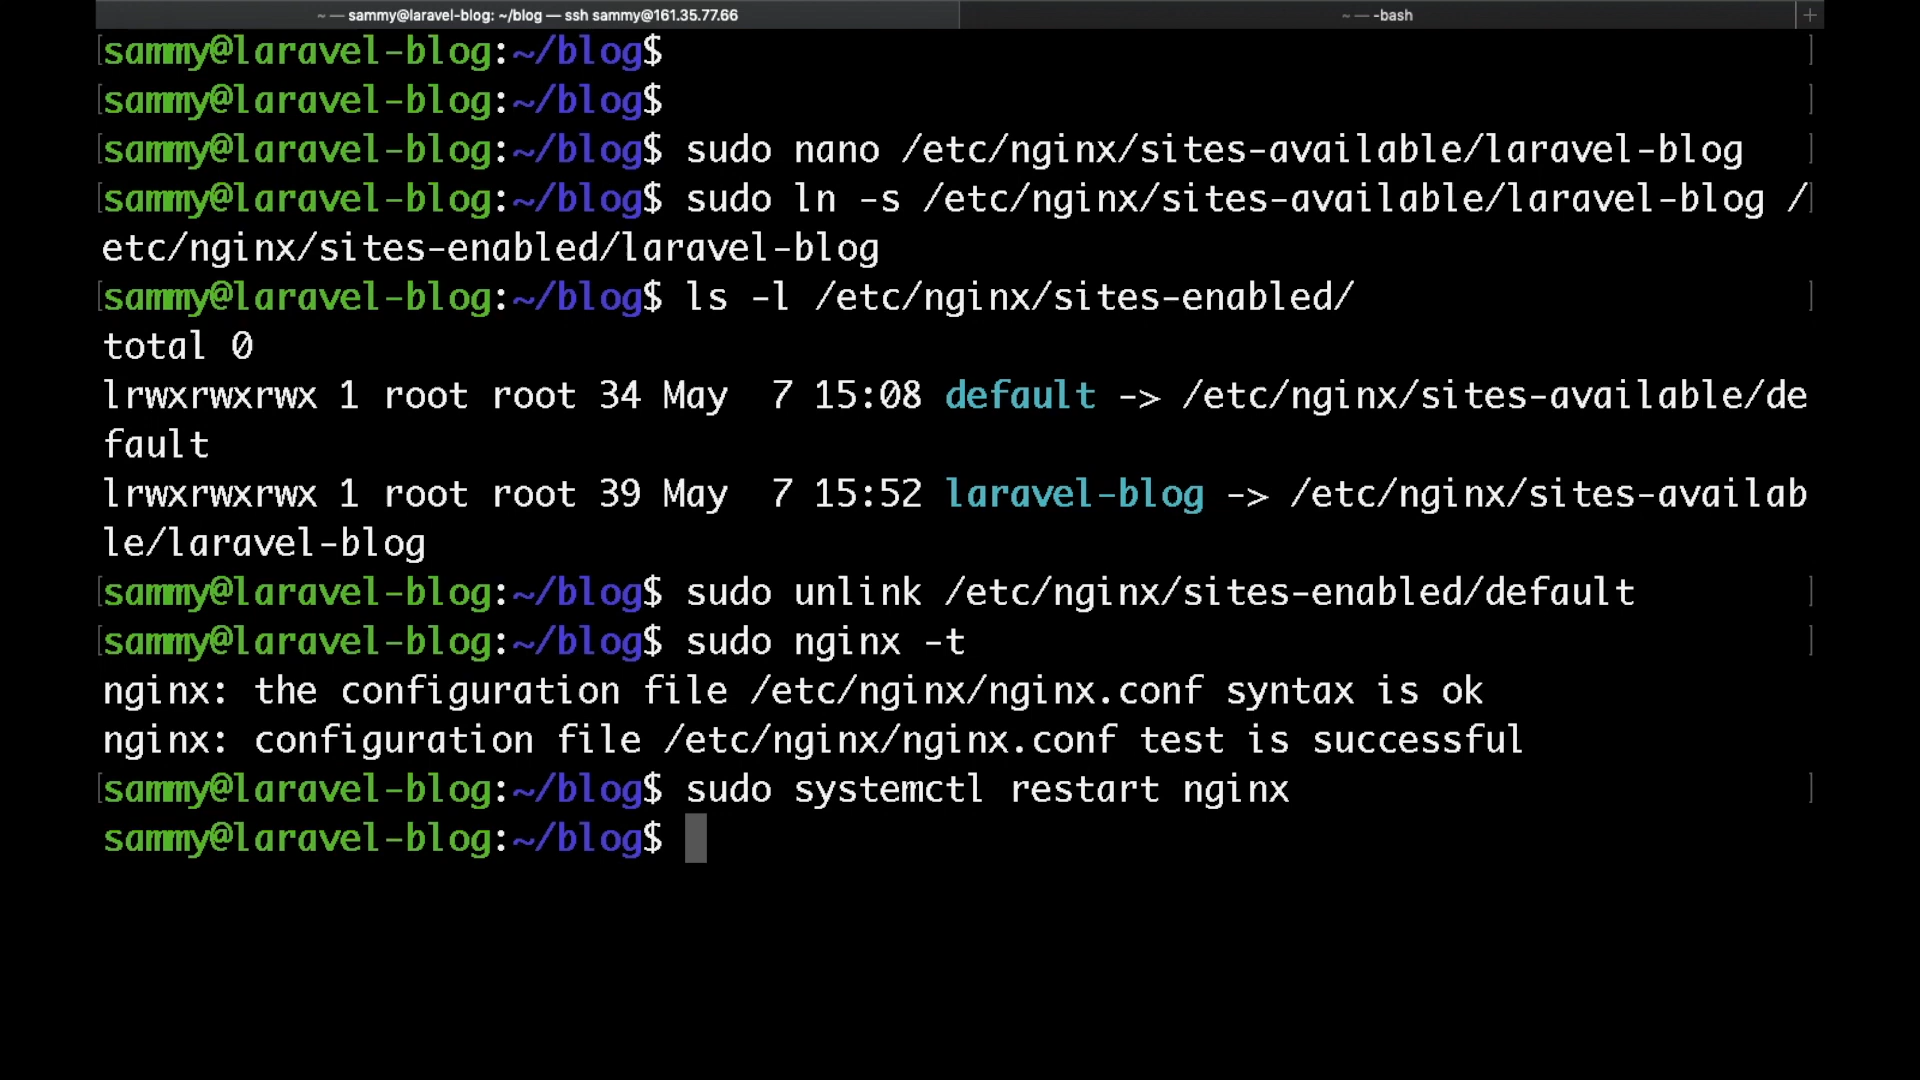 ~ — sammy@laravel-blog: ~/blog — ssh sammy@161.35.77.66
~ — -bash
+
[sammy@laravel-blog:~/blog$ ]
[sammy@laravel-blog:~/blog$ ]
[sammy@laravel-blog:~/blog$ sudo nano /etc/nginx/sites-available/laravel-blog ]
[sammy@laravel-blog:~/blog$ sudo ln -s /etc/nginx/sites-available/laravel-blog /]
etc/nginx/sites-enabled/laravel-blog
[sammy@laravel-blog:~/blog$ ls -l /etc/nginx/sites-enabled/ ]
total 0
lrwxrwxrwx 1 root root 34 May  7 15:08 default -> /etc/nginx/sites-available/de
fault
lrwxrwxrwx 1 root root 39 May  7 15:52 laravel-blog -> /etc/nginx/sites-availab
le/laravel-blog
[sammy@laravel-blog:~/blog$ sudo unlink /etc/nginx/sites-enabled/default ]
[sammy@laravel-blog:~/blog$ sudo nginx -t ]
nginx: the configuration file /etc/nginx/nginx.conf syntax is ok
nginx: configuration file /etc/nginx/nginx.conf test is successful
[sammy@laravel-blog:~/blog$ sudo systemctl restart nginx ]
sammy@laravel-blog:~/blog$